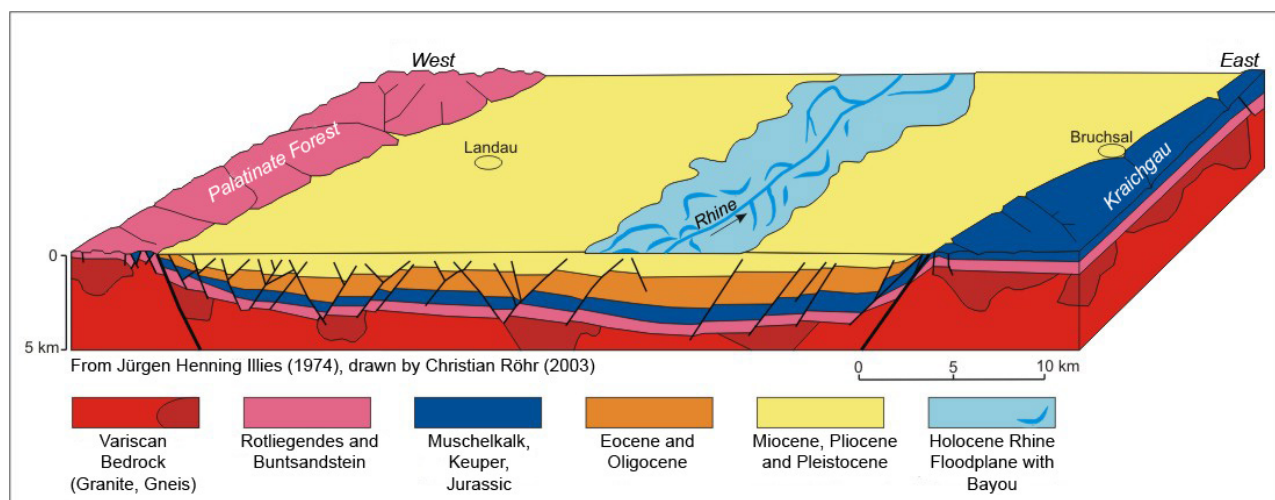 West
East
Palatinate Forest
Landau
Bruchsal
Kraichgau
Rhine
0
5 km
From Jürgen Henning Illies (1974), drawn by Christian Röhr (2003)
0 5 10 km
Variscan
Bedrock
(Granite, Gneis)
Rotliegendes and
Buntsandstein
Muschelkalk,
Keuper,
Jurassic
Eocene and
Oligocene
Miocene, Pliocene
and Pleistocene
Holocene Rhine
Floodplane with
Bayou